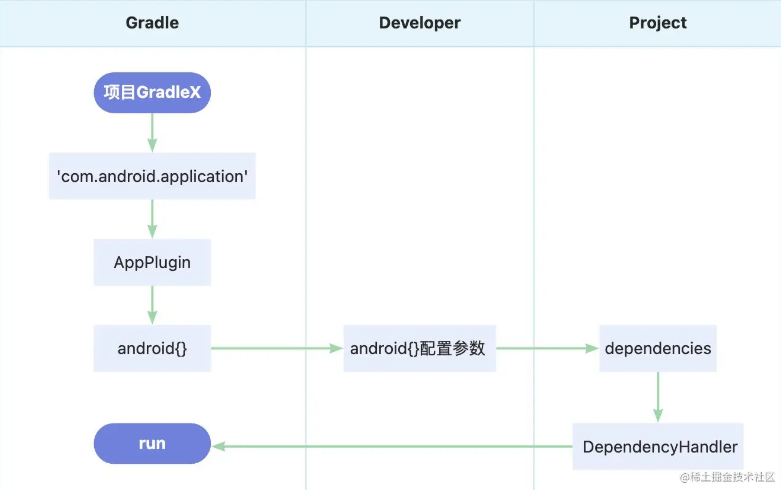 Gradle
Developer
Project
项目GradleX
'com.android.application'
AppPlugin
android{}
android{}配置参数
dependencies
run
DependencyHandler
@稀土掘金技术社区